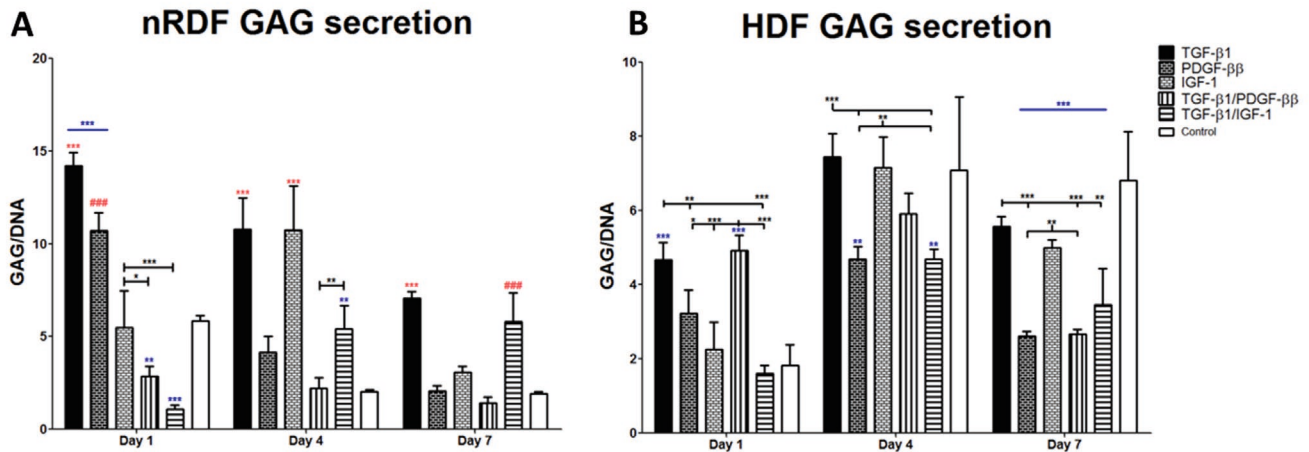 A nRDF GAG secretion
20
15
10
5
0
GAG/DNA
***
***
###
***
*
**
***
***
***
**
**
***
###
Day 1 Day 4 Day 7
B HDF GAG secretion
10
8
6
4
2
0
GAG/DNA
** ***
* *** ***
*** ***
***
**
** **
***
*** *** **
**
Day 1 Day 4 Day 7
TGF-β1
PDGF-ββ
IGF-1
TGF-β1/PDGF-ββ
TGF-β1/IGF-1
Control